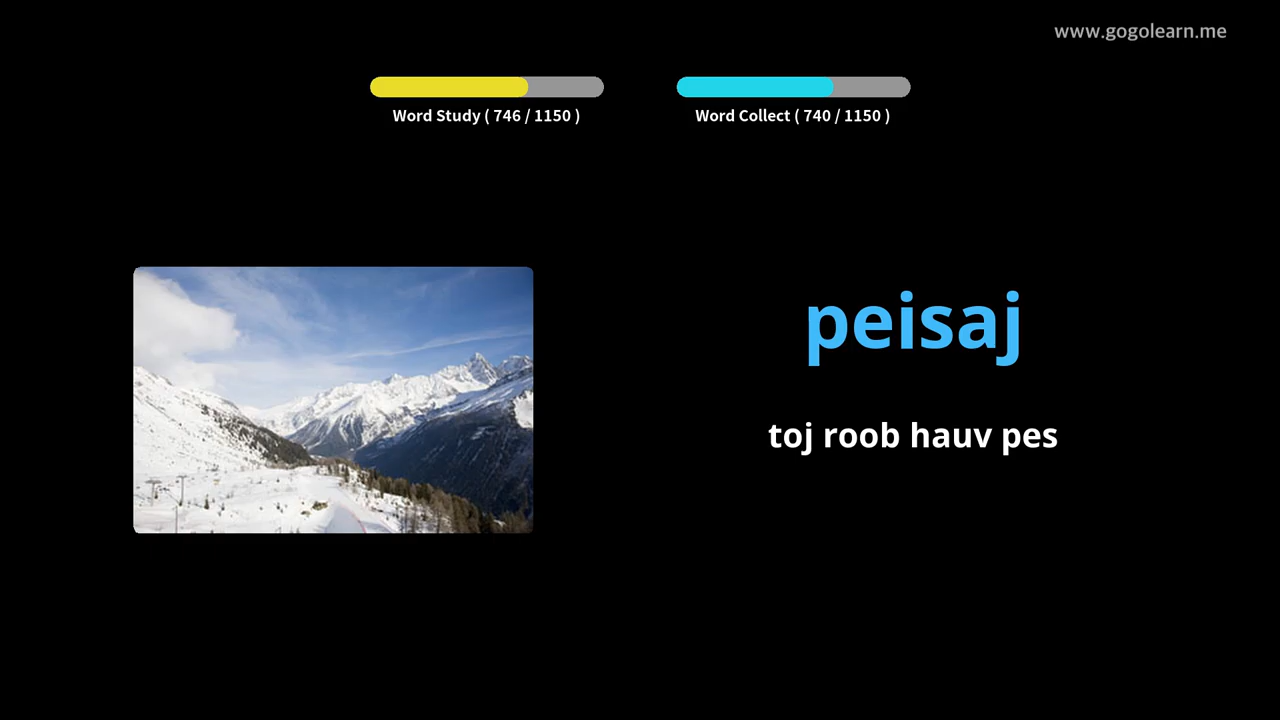 www.gogolearn.me
Word Study ( 746 / 1150 )
Word Collect ( 740 / 1150 )
peisaj
toj roob hauv pes